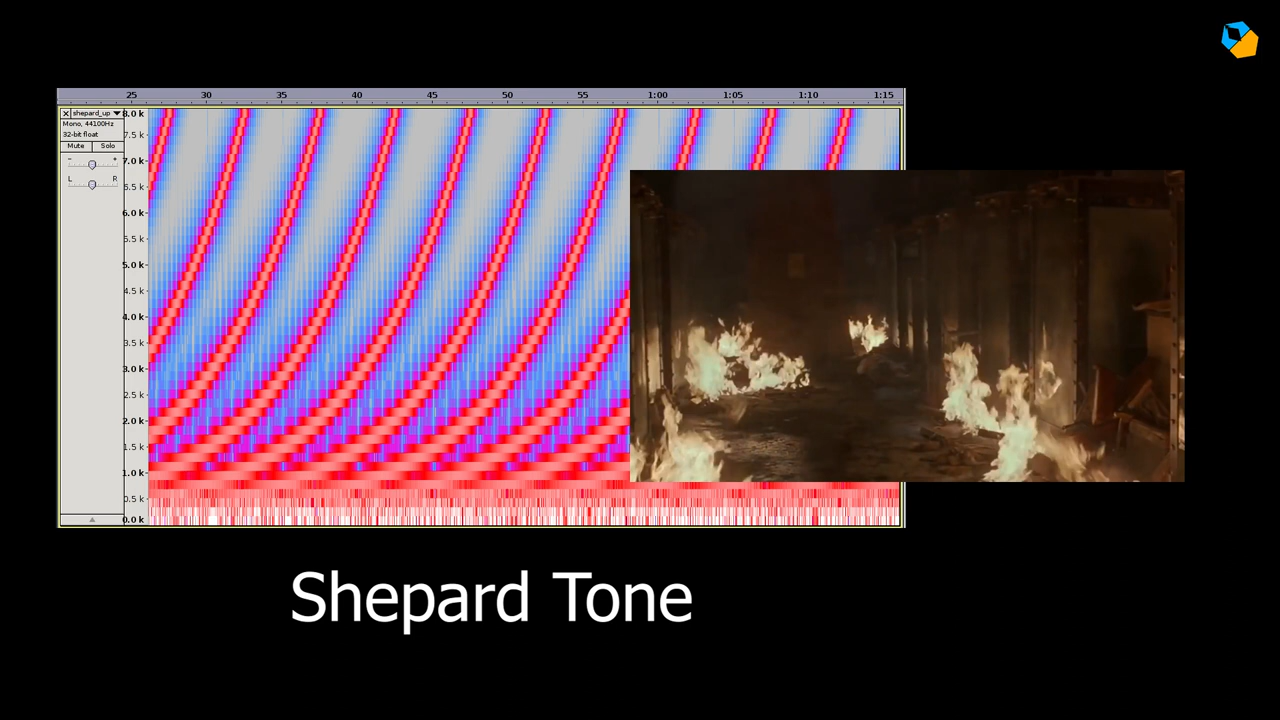 25 30 35 40 45 50 55 1:00 1:05 1:10 1:15
X shepard_up
Mono, 44100Hz
32-bit float
Mute Solo
- +
L R
8.0 k
7.5 k
7.0 k
6.5 k
6.0 k
5.5 k
5.0 k
4.5 k
4.0 k
3.5 k
3.0 k
2.5 k
2.0 k
1.5 k
1.0 k
0.5 k
0.0 k
Shepard Tone